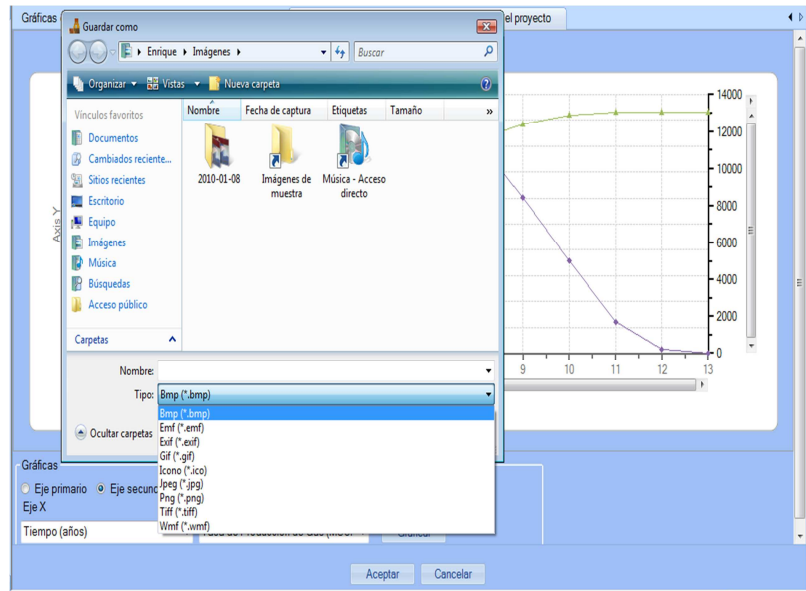 Gráficas
el proyecto
Guardar como
Enrique
Imágenes
Buscar
Organizar
Vistas
Nueva carpeta
Vínculos favoritos
Documentos
Cambiados reciente...
Sitios recientes
Escritorio
Equipo
Imágenes
Música
Búsquedas
Acceso público
Carpetas
Nombre
Fecha de captura
Etiquetas
Tamaño
»
2010-01-08
Imágenes de
muestra
Música - Acceso
directo
Nombre:
Tipo: Bmp (*.bmp)
Bmp (*.bmp)
Emf (*.emf)
Exif (*.exif)
Gif (*.gif)
Icono (*.ico)
Jpeg (*.jpg)
Png (*.png)
Tiff (*.tiff)
Wmf (*.wmf)
Ocultar carpetas
Axis Y
14000
12000
10000
8000
6000
4000
2000
0
9 10 11 12 13
Gráficas
Eje primario
Eje secund
Eje X
Tiempo (años)
Aceptar
Cancelar